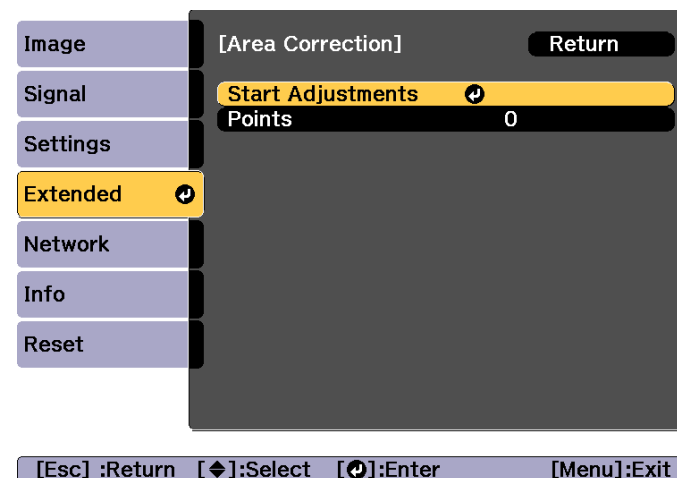 Image
Signal
Settings
Extended
Network
Info
Reset
[Area Correction] Return
Start Adjustments
Points 0
[Esc] :Return [◆]:Select [↵]:Enter [Menu]:Exit